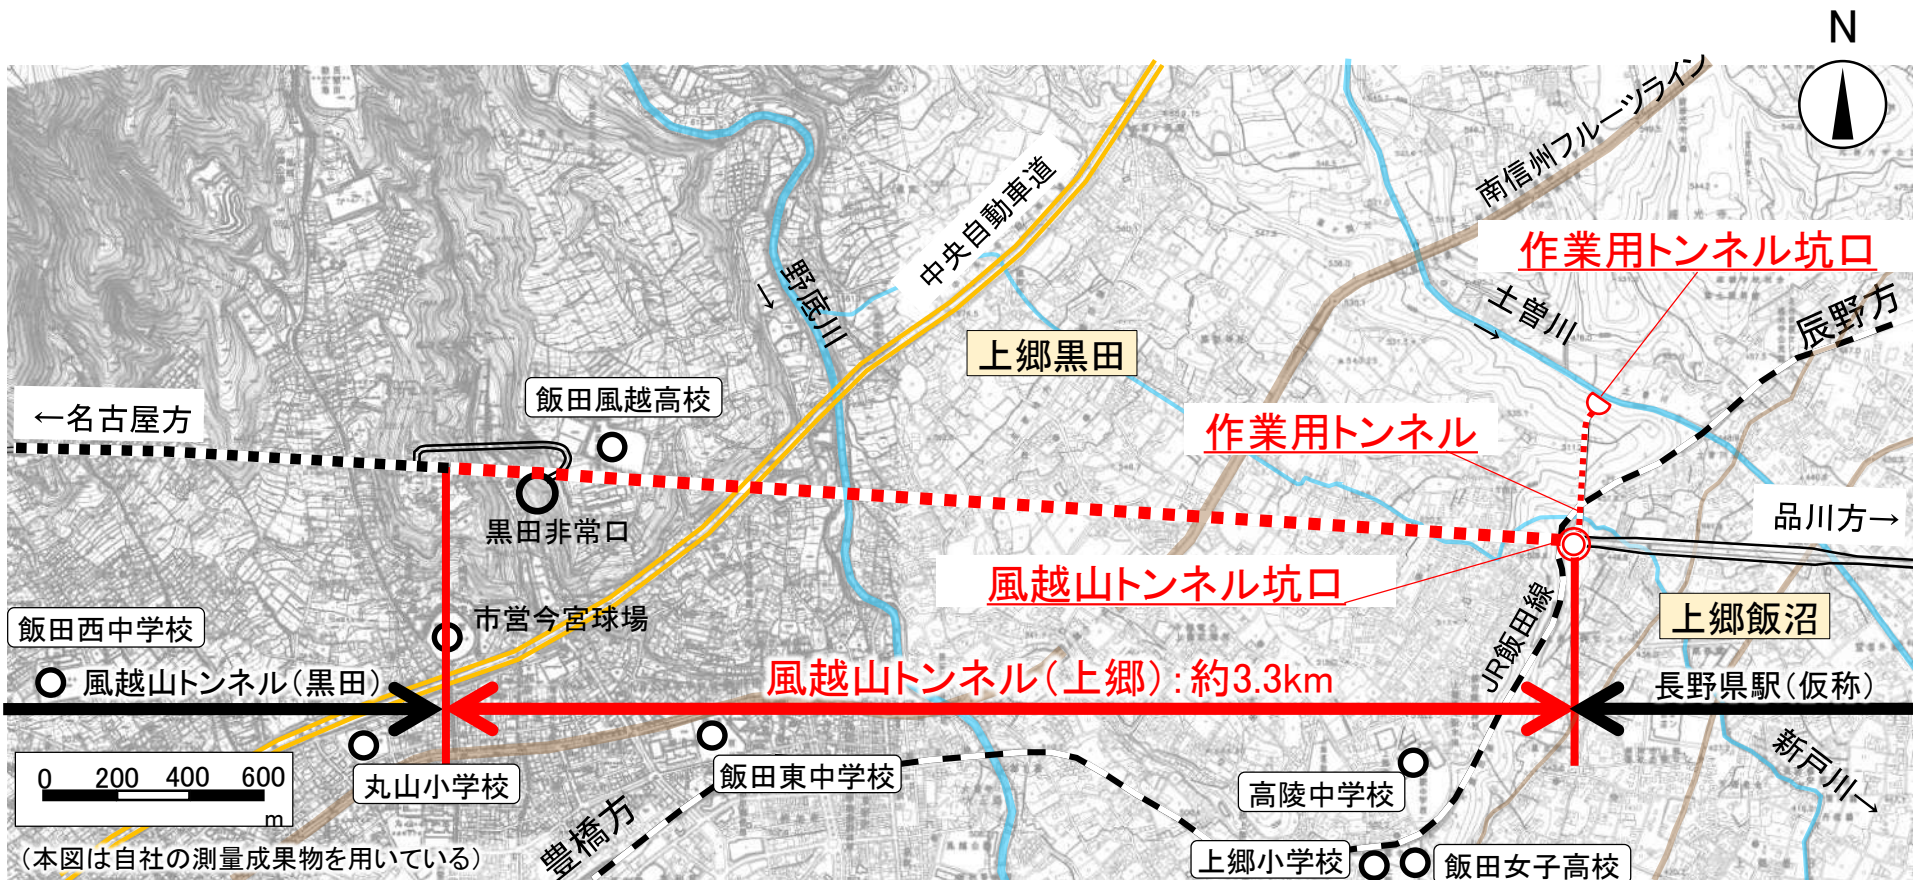 N
南信州フルーツライン
中央自動車道
作業用トンネル坑口
野底川
→
土曽川
→
辰野方
上郷黒田
飯田風越高校
←名古屋方
作業用トンネル
品川方→
黒田非常口
風越山トンネル坑口
JR飯田線
上郷飯沼
市営今宮球場
飯田西中学校
風越山トンネル(黒田)
風越山トンネル(上郷):約3.3km
長野県駅(仮称)
新戸川→
0 200 400 600
m
丸山小学校
飯田東中学校
高陵中学校
豊橋方
上郷小学校
飯田女子高校
(本図は自社の測量成果物を用いている)